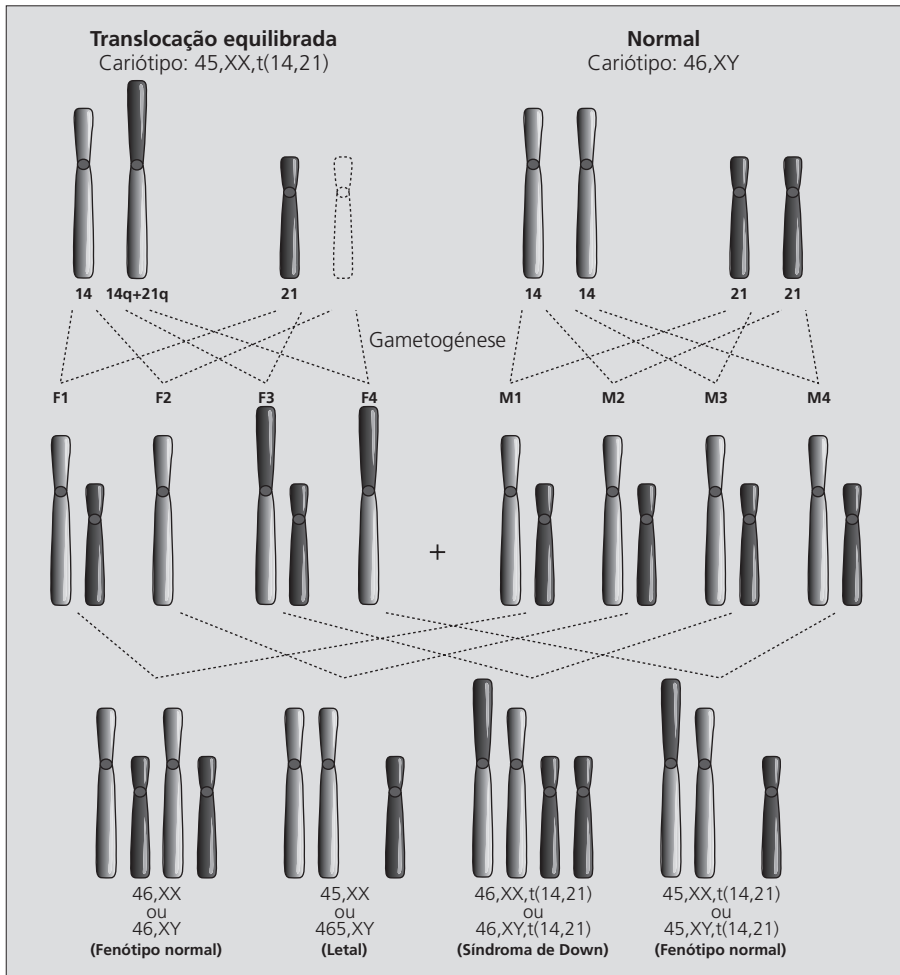 Translocação equilibrada
Cariótipo: 45,XX,t(14,21)
Normal
Cariótipo: 46,XY
14 14q+21q 21
14 14 21 21
Gametogénese
F1 F2 F3 F4 M1 M2 M3 M4
+
46,XX
ou
46,XY
(Fenótipo normal)
45,XX
ou
465,XY
(Letal)
46,XX,t(14,21)
ou
46,XY,t(14,21)
(Síndroma de Down)
45,XX,t(14,21)
ou
45,XY,t(14,21)
(Fenótipo normal)